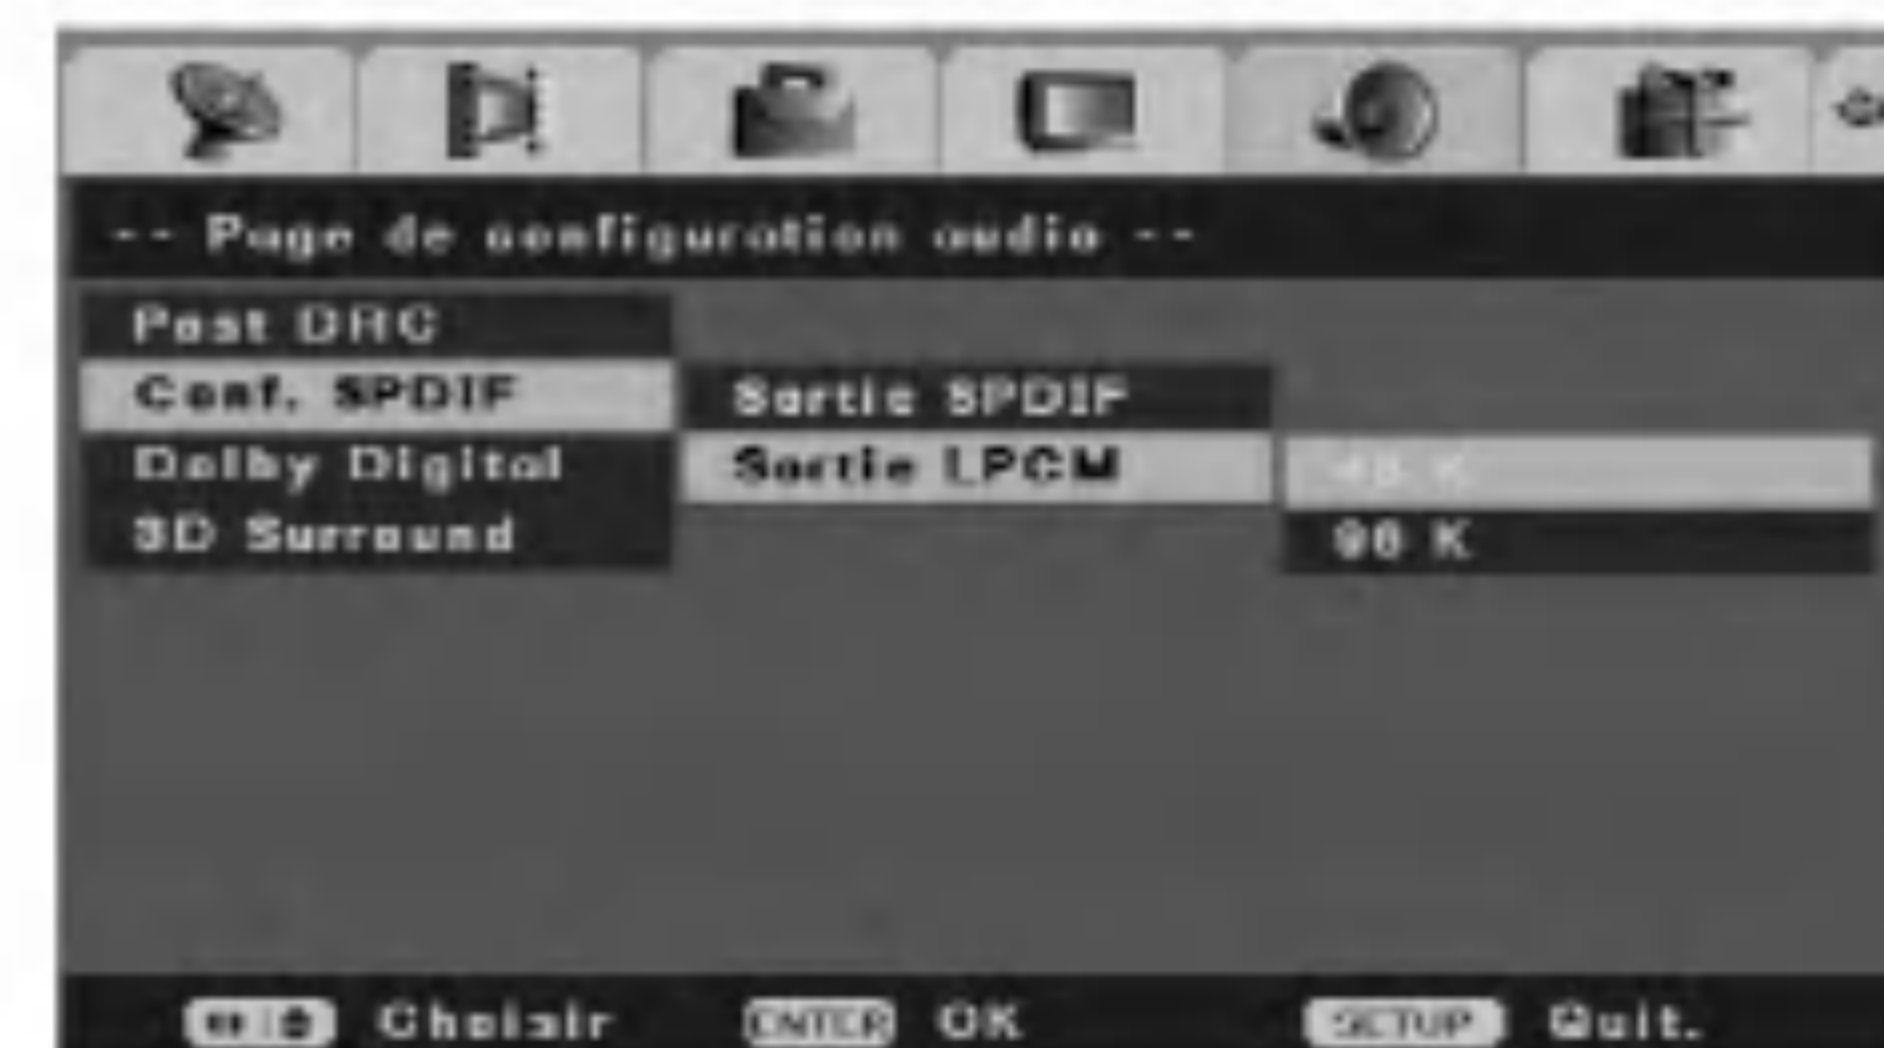 -- Page de configuration audio --
Post DRC
Conf. SPDIF
Sortie SPDIF
Dolby Digital
Sortie LPCM
48 K
3D Surround
96 K
Choisir
ENTER OK
SETUP Quit.